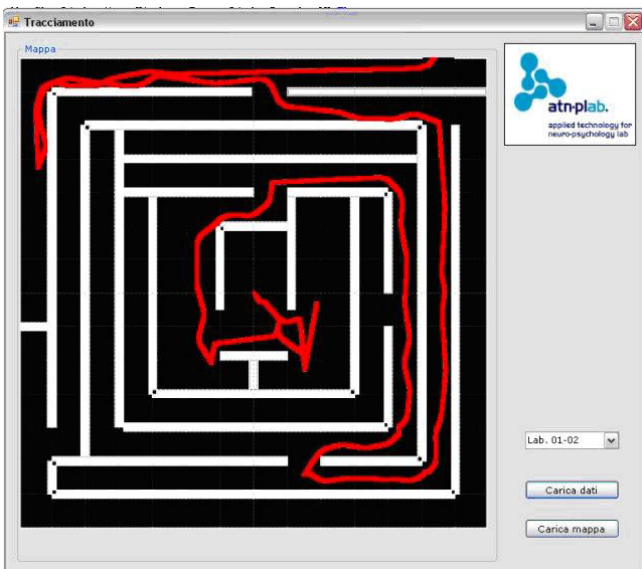 Tracciamento
Mappa
atn-plab.
applied technology for
neuro-psychology lab
Lab. 01-02
Carica dati
Carica mappa